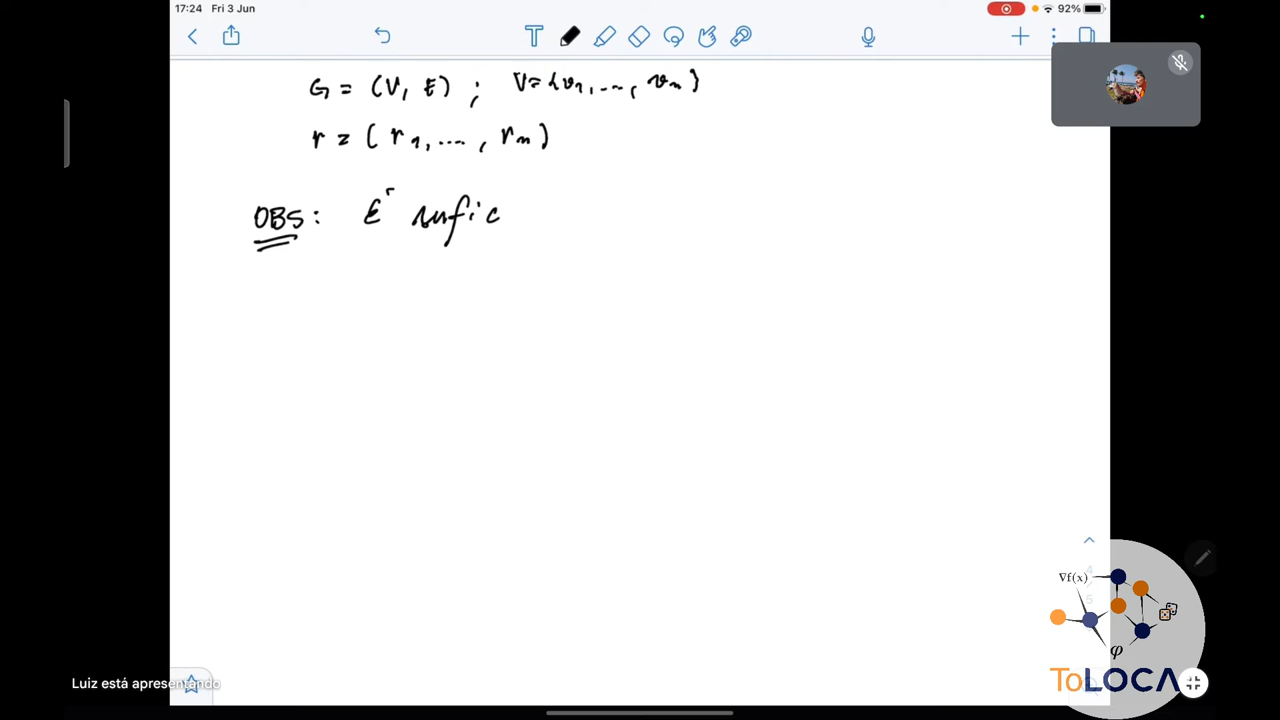 17:24 Fri 3 Jun
92%
G = (V, E) ; V={v1,..., vn}
r = ( r1,...., rn)
OBS: É sufic
∇f(x)
φ
ToLOCA
Luiz está apresentando